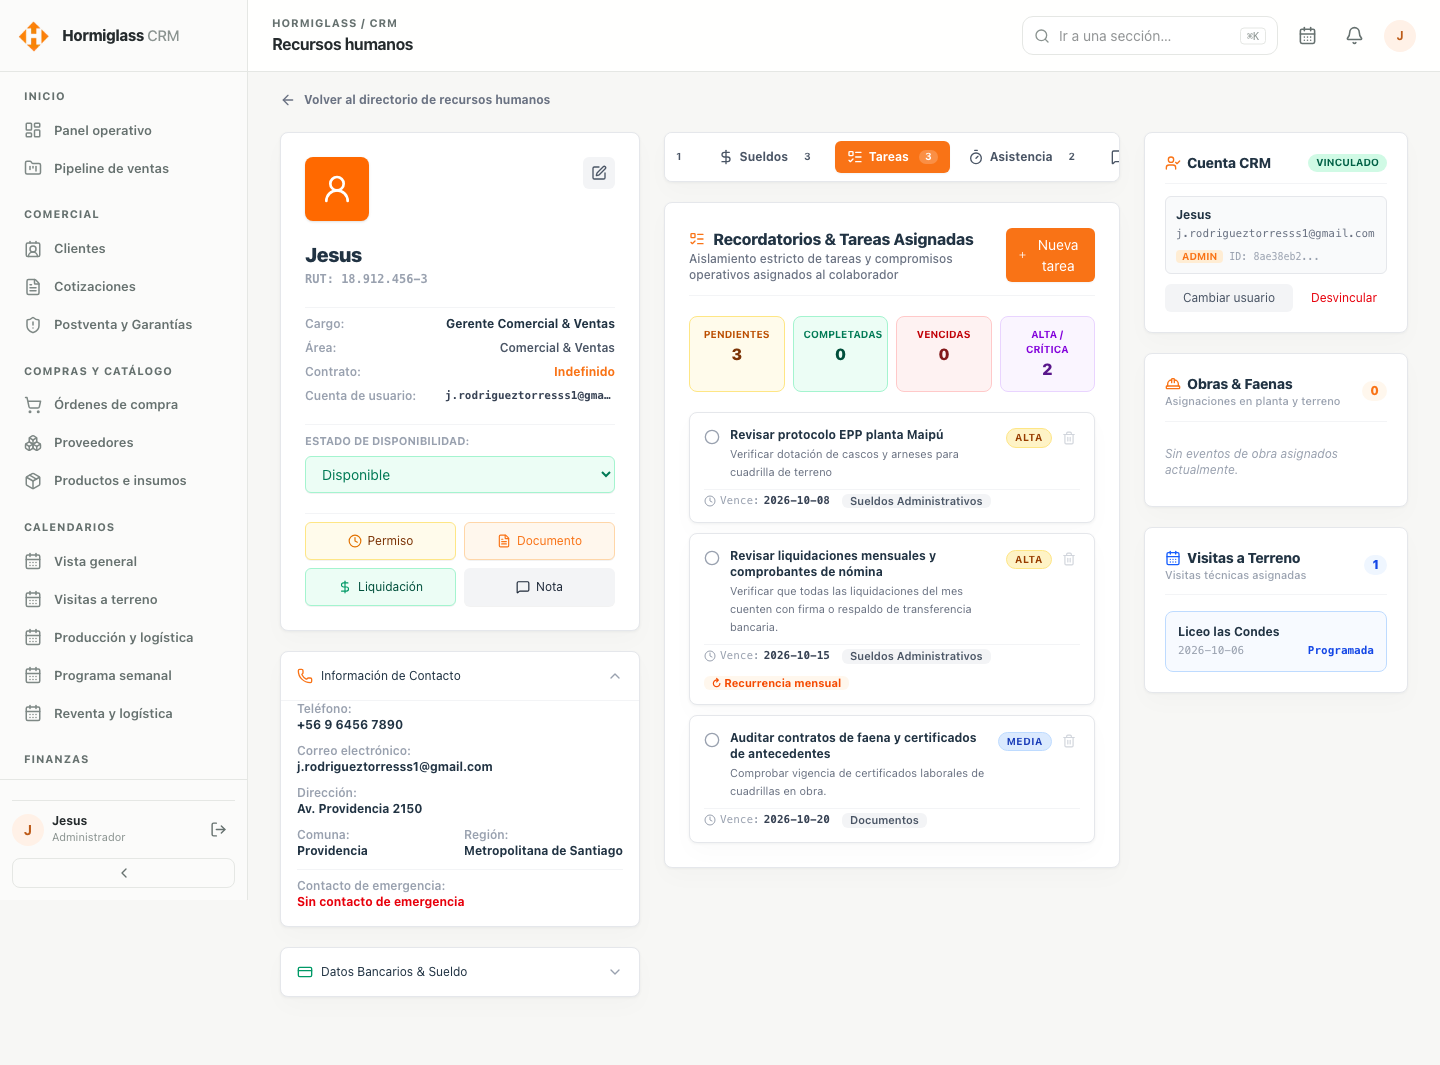 Hormiglass CRM
HORMIGLASS / CRM
Recursos humanos
Ir a una sección...
⌘K
J
INICIO
Panel operativo
Pipeline de ventas
COMERCIAL
Clientes
Cotizaciones
Postventa y Garantías
COMPRAS Y CATÁLOGO
Órdenes de compra
Proveedores
Productos e insumos
CALENDARIOS
Vista general
Visitas a terreno
Producción y logística
Programa semanal
Reventa y logística
FINANZAS
J
Jesus
Administrador
Volver al directorio de recursos humanos
Jesus
RUT: 18.912.456-3
Cargo: Gerente Comercial & Ventas
Área: Comercial & Ventas
Contrato: Indefinido
Cuenta de usuario: j.rodrigueztorresss1@gma…
ESTADO DE DISPONIBILIDAD:
Disponible
Permiso
Documento
Liquidación
Nota
Información de Contacto
Teléfono:
+56 9 6456 7890
Correo electrónico:
j.rodrigueztorresss1@gmail.com
Dirección:
Av. Providencia 2150
Comuna: Región:
Providencia Metropolitana de Santiago
Contacto de emergencia:
Sin contacto de emergencia
Datos Bancarios & Sueldo
1 Sueldos 3 Tareas 3 Asistencia 2
Recordatorios & Tareas Asignadas
Aislamiento estricto de tareas y compromisos
operativos asignados al colaborador
+ Nueva
tarea
PENDIENTES
3
COMPLETADAS
0
VENCIDAS
0
ALTA /
CRÍTICA
2
Revisar protocolo EPP planta Maipú
ALTA
Verificar dotación de cascos y arneses para
cuadrilla de terreno
Vence: 2026-10-08 Sueldos Administrativos
Revisar liquidaciones mensuales y
comprobantes de nómina
ALTA
Verificar que todas las liquidaciones del mes
cuenten con firma o respaldo de transferencia
bancaria.
Vence: 2026-10-15 Sueldos Administrativos
↻ Recurrencia mensual
Auditar contratos de faena y certificados
de antecedentes
MEDIA
Comprobar vigencia de certificados laborales de
cuadrillas en obra.
Vence: 2026-10-20 Documentos
Cuenta CRM
VINCULADO
Jesus
j.rodrigueztorresss1@gmail.com
ADMIN ID: 8ae38eb2...
Cambiar usuario
Desvincular
Obras & Faenas
Asignaciones en planta y terreno
0
Sin eventos de obra asignados
actualmente.
Visitas a Terreno
Visitas técnicas asignadas
1
Liceo las Condes
2026-10-06 Programada